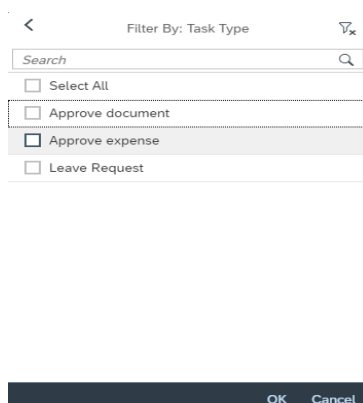 Filter By: Task Type
Search
Select All
Approve document
Approve expense
Leave Request
OK Cancel